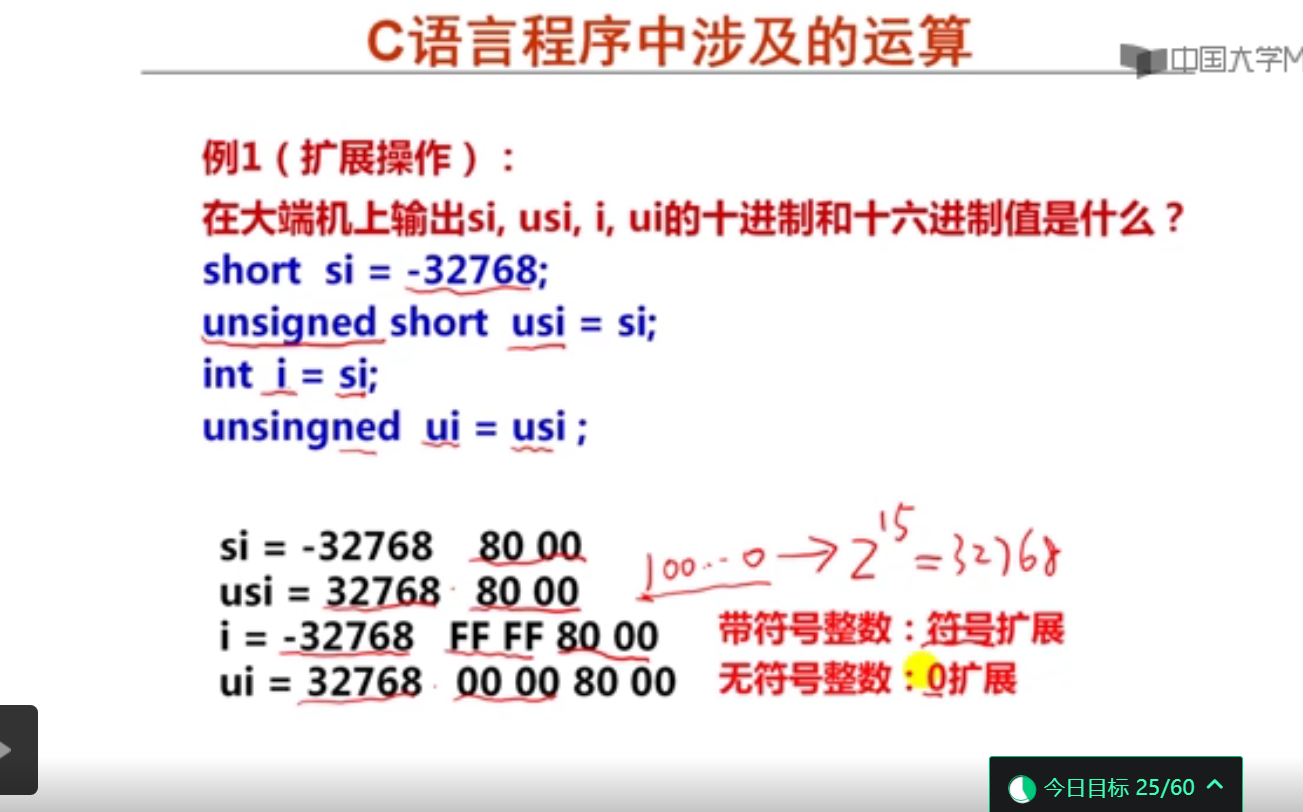 C语言程序中涉及的运算
中国大学M
例1（扩展操作）：
在大端机上输出si, usi, i, ui的十进制和十六进制值是什么？
short si = -32768;
unsigned short usi = si;
int i = si;
unsingned ui = usi ;
si = -32768 80 00
usi = 32768 80 00
100...0 → 2^15 = 32768
i = -32768 FF FF 80 00
带符号整数：符号扩展
ui = 32768 00 00 80 00
无符号整数：0扩展
今日目标 25/60